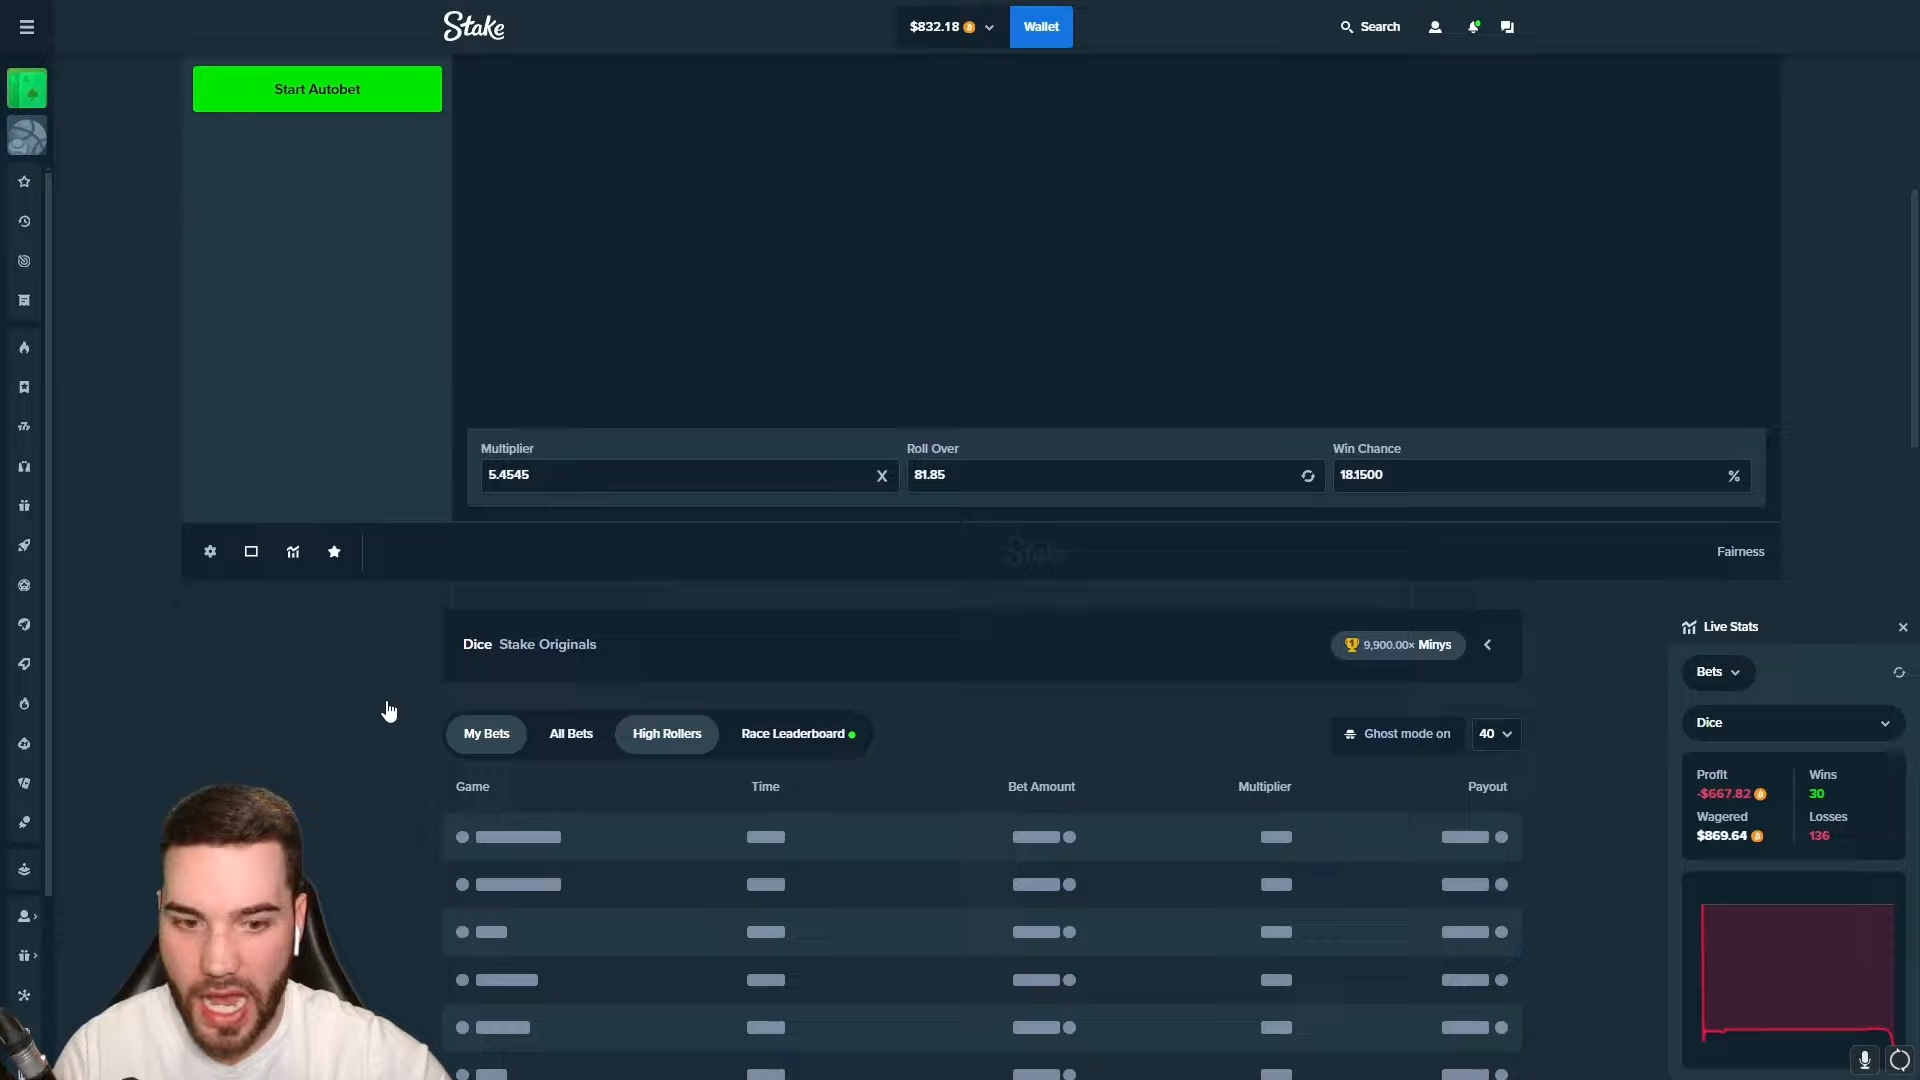 Stake
$832.18
Wallet
Search
Start Autobet
Multiplier
Roll Over
Win Chance
5.4545
X
81.85
18.1500
%
Stake
Fairness
Dice Stake Originals
9,900.00× Minys
Live Stats
Bets
Dice
Profit
Wins
-$667.82
30
Wagered
Losses
$869.64
136
My Bets
All Bets
High Rollers
Race Leaderboard
Ghost mode on
40
Game
Time
Bet Amount
Multiplier
Payout